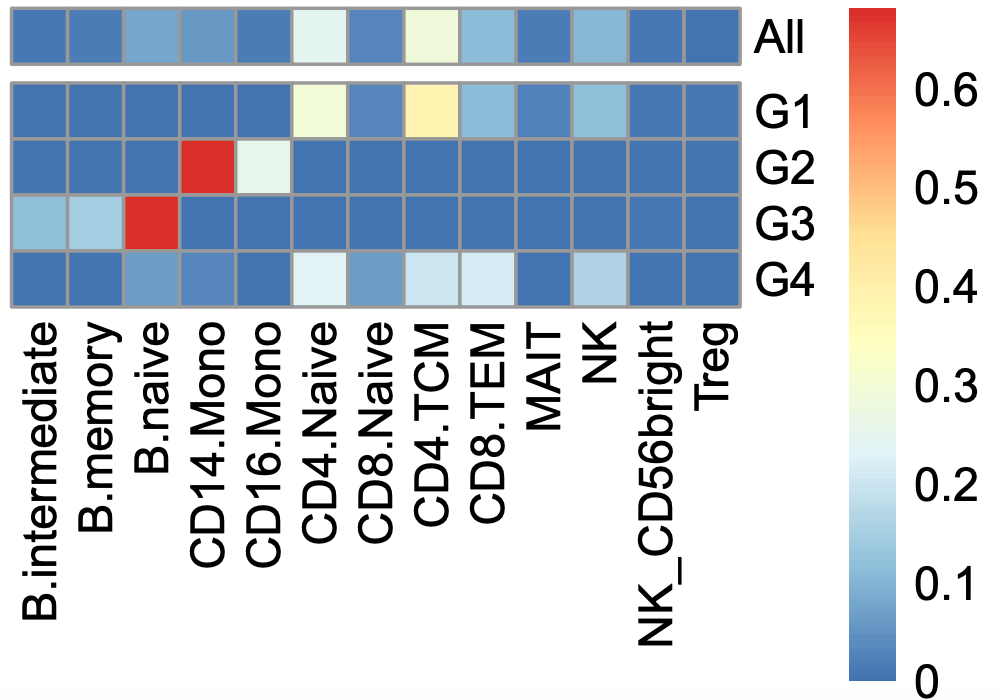 All
G1
G2
G3
G4
B.intermediate
B.memory
B.naive
CD14.Mono
CD16.Mono
CD4.Naive
CD8.Naive
CD4.TCM
CD8.TEM
MAIT
NK
NK_CD56bright
Treg
0.6
0.5
0.4
0.3
0.2
0.1
0